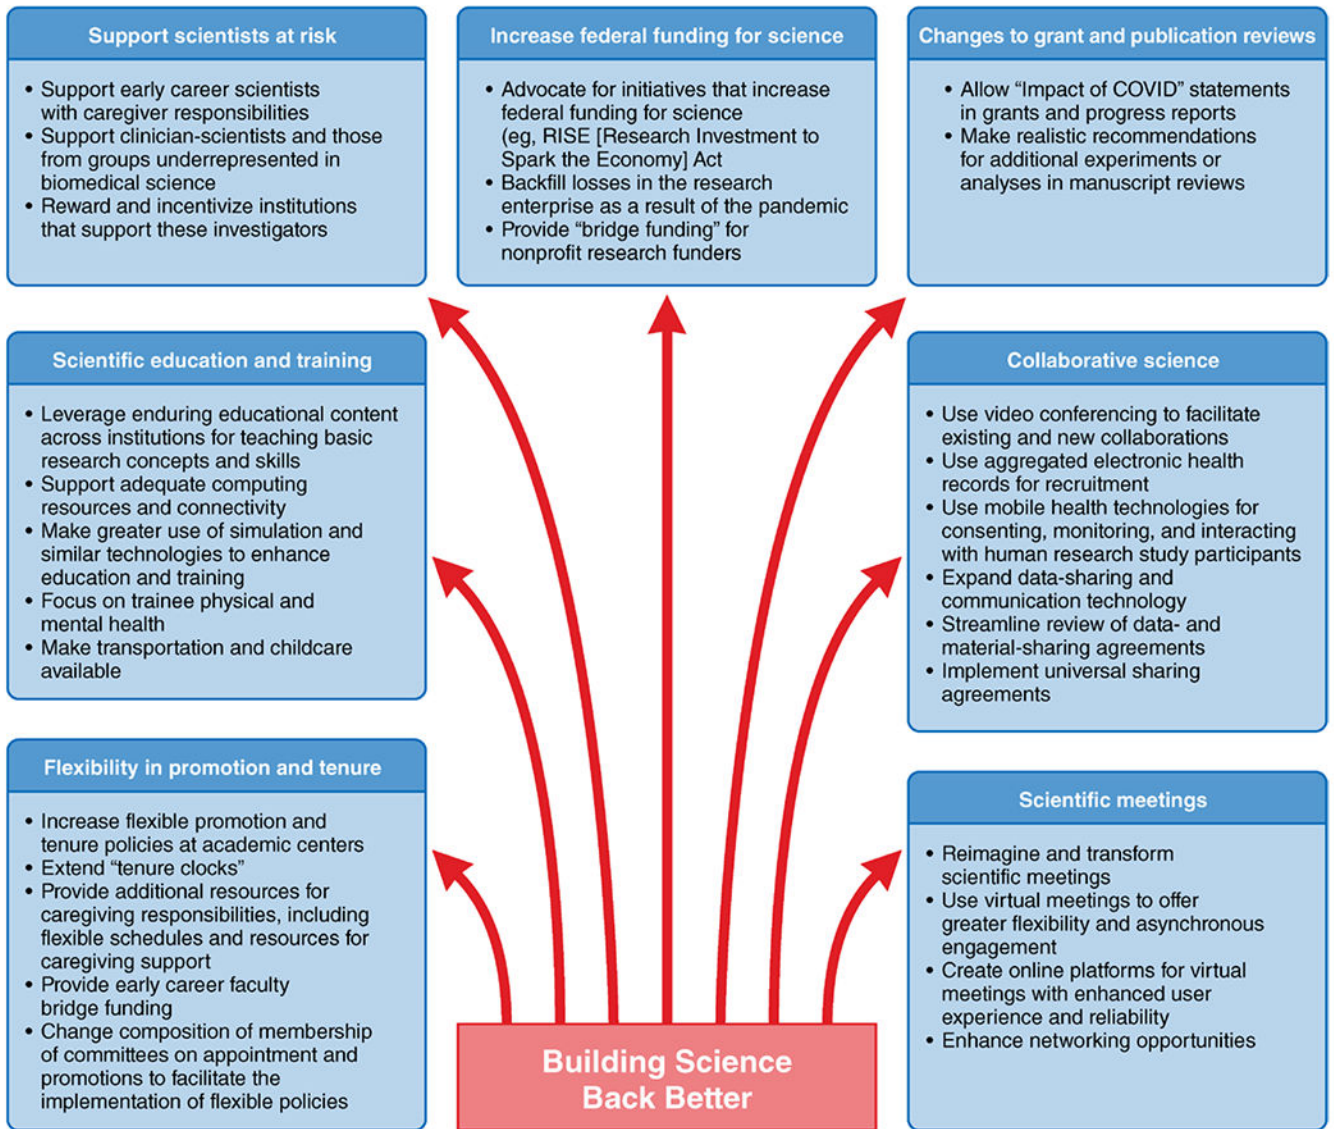 Support scientists at risk
• Support early career scientists
with caregiver responsibilities
• Support clinician-scientists and those
from groups underrepresented in
biomedical science
• Reward and incentivize institutions
that support these investigators
Increase federal funding for science
• Advocate for initiatives that increase
federal funding for science
(eg, RISE [Research Investment to
Spark the Economy] Act
• Backfill losses in the research
enterprise as a result of the pandemic
• Provide “bridge funding” for
nonprofit research funders
Changes to grant and publication reviews
• Allow “Impact of COVID” statements
in grants and progress reports
• Make realistic recommendations
for additional experiments or
analyses in manuscript reviews
Scientific education and training
• Leverage enduring educational content
across institutions for teaching basic
research concepts and skills
• Support adequate computing
resources and connectivity
• Make greater use of simulation and
similar technologies to enhance
education and training
• Focus on trainee physical and
mental health
• Make transportation and childcare
available
Collaborative science
• Use video conferencing to facilitate
existing and new collaborations
• Use aggregated electronic health
records for recruitment
• Use mobile health technologies for
consenting, monitoring, and interacting
with human research study participants
• Expand data-sharing and
communication technology
• Streamline review of data- and
material-sharing agreements
• Implement universal sharing
agreements
Flexibility in promotion and tenure
• Increase flexible promotion and
tenure policies at academic centers
• Extend “tenure clocks”
• Provide additional resources for
caregiving responsibilities, including
flexible schedules and resources for
caregiving support
• Provide early career faculty
bridge funding
• Change composition of membership
of committees on appointment and
promotions to facilitate the
implementation of flexible policies
Scientific meetings
• Reimagine and transform
scientific meetings
• Use virtual meetings to offer
greater flexibility and asynchronous
engagement
• Create online platforms for virtual
meetings with enhanced user
experience and reliability
• Enhance networking opportunities
Building Science
Back Better